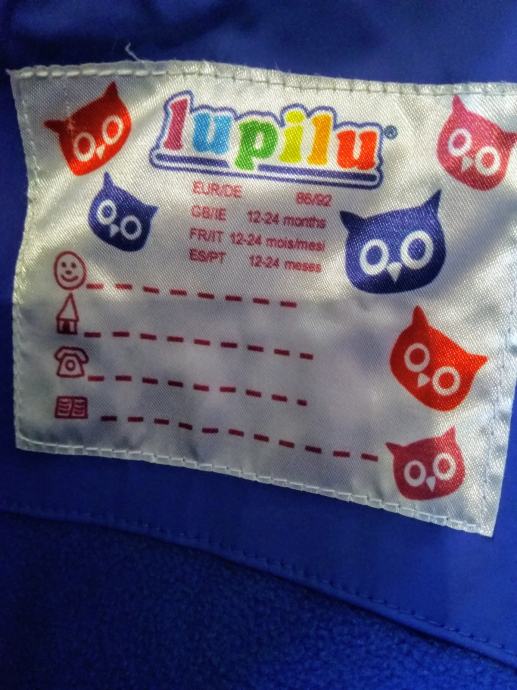 lupilu®
EUR/DE 86/92
GB/IE 12-24 months
FR/IT 12-24 mois/mesi
ES/PT 12-24 meses